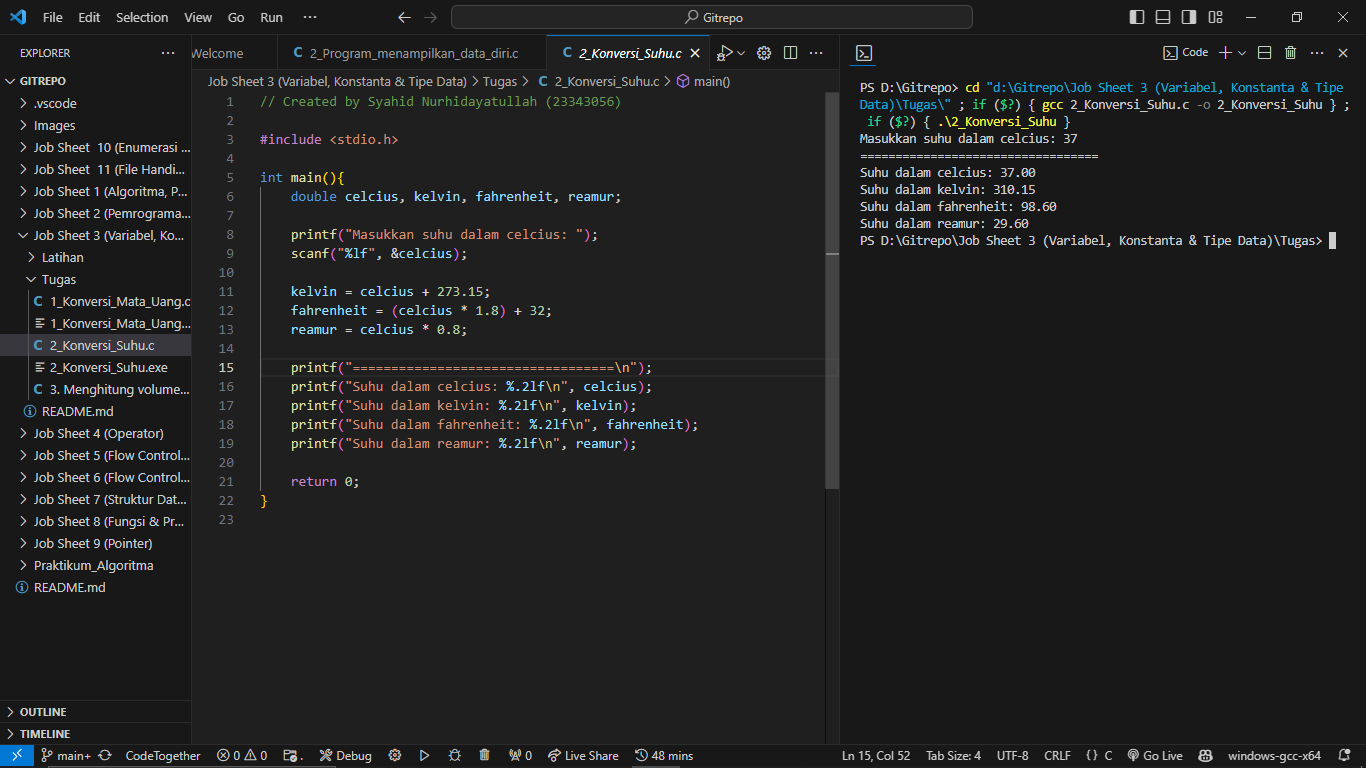 File Edit Selection View Go Run ··· Gitrepo
EXPLORER ···
GITREPO
.vscode
Images
Job Sheet 10 (Enumerasi ...
Job Sheet 11 (File Handi...
Job Sheet 1 (Algoritma, P...
Job Sheet 2 (Pemrograma...
Job Sheet 3 (Variabel, Ko...
Latihan
Tugas
C 1_Konversi_Mata_Uang.c
1_Konversi_Mata_Uang...
C 2_Konversi_Suhu.c
2_Konversi_Suhu.exe
C 3. Menghitung volume...
README.md
Job Sheet 4 (Operator)
Job Sheet 5 (Flow Control...
Job Sheet 6 (Flow Control...
Job Sheet 7 (Struktur Dat...
Job Sheet 8 (Fungsi & Pr...
Job Sheet 9 (Pointer)
Praktikum_Algoritma
README.md
OUTLINE
TIMELINE
Welcome C 2_Program_menampilkan_data_diri.c C 2_Konversi_Suhu.c
Job Sheet 3 (Variabel, Konstanta & Tipe Data) > Tugas > C 2_Konversi_Suhu.c > main()
1 // Created by Syahid Nurhidayatullah (23343056)
2
3 #include <stdio.h>
4
5 int main(){
6     double celcius, kelvin, fahrenheit, reamur;
7
8     printf("Masukkan suhu dalam celcius: ");
9     scanf("%lf", &celcius);
10
11     kelvin = celcius + 273.15;
12     fahrenheit = (celcius * 1.8) + 32;
13     reamur = celcius * 0.8;
14
15     printf("==================================\n");
16     printf("Suhu dalam celcius: %.2lf\n", celcius);
17     printf("Suhu dalam kelvin: %.2lf\n", kelvin);
18     printf("Suhu dalam fahrenheit: %.2lf\n", fahrenheit);
19     printf("Suhu dalam reamur: %.2lf\n", reamur);
20
21     return 0;
22 }
23
Code
PS D:\Gitrepo> cd "d:\Gitrepo\Job Sheet 3 (Variabel, Konstanta & Tipe
Data)\Tugas\" ; if ($?) { gcc 2_Konversi_Suhu.c -o 2_Konversi_Suhu } ;
 if ($?) { .\2_Konversi_Suhu }
Masukkan suhu dalam celcius: 37
==================================
Suhu dalam celcius: 37.00
Suhu dalam kelvin: 310.15
Suhu dalam fahrenheit: 98.60
Suhu dalam reamur: 29.60
PS D:\Gitrepo\Job Sheet 3 (Variabel, Konstanta & Tipe Data)\Tugas>
main+ CodeTogether 0 0 Debug 0 Live Share 48 mins Ln 15, Col 52 Tab Size: 4 UTF-8 CRLF {} C Go Live windows-gcc-x64